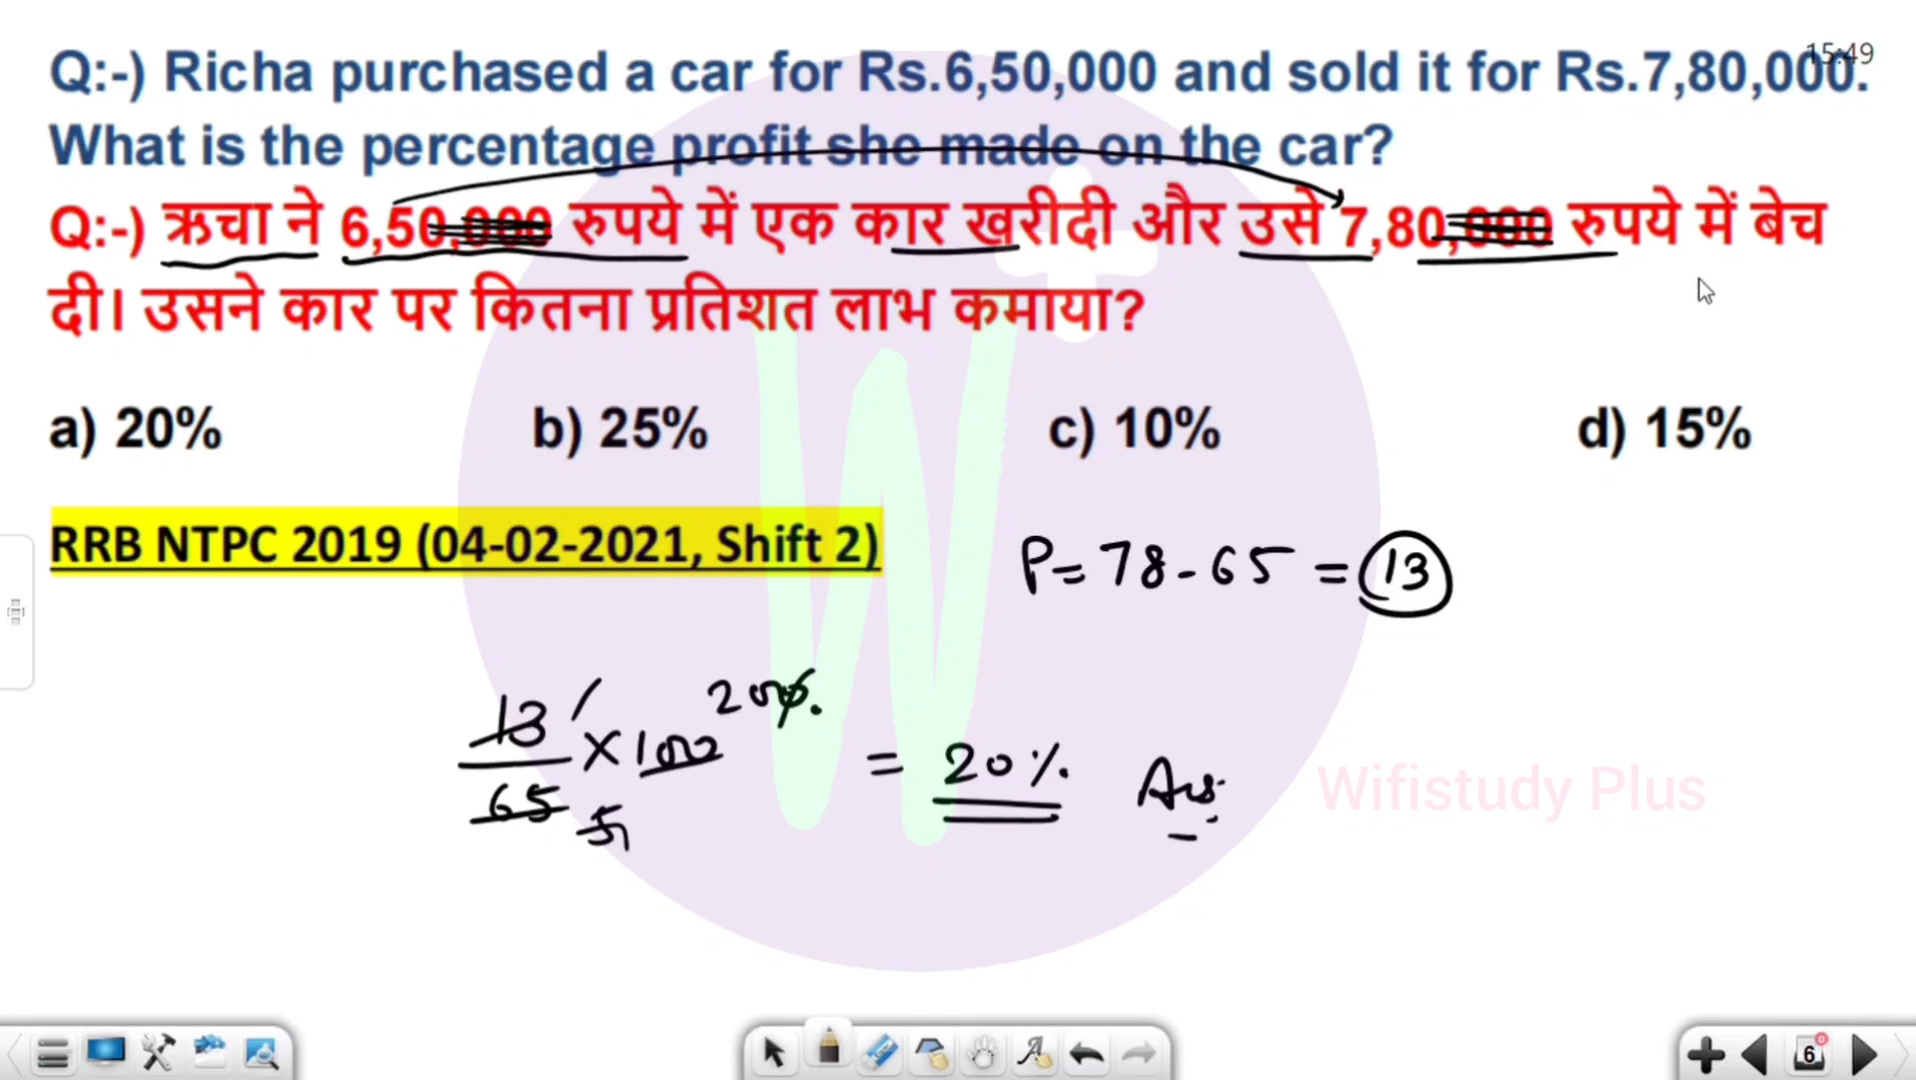 15:49
Q:-) Richa purchased a car for Rs.6,50,000 and sold it for Rs.7,80,000.
What is the percentage profit she made on the car?
Q:-) ऋचा ने 6,50,000 रुपये में एक कार खरीदी और उसे 7,80,000 रुपये में बेच
दी। उसने कार पर कितना प्रतिशत लाभ कमाया?
a) 20% b) 25% c) 10% d) 15%
RRB NTPC 2019 (04-02-2021, Shift 2)
P = 78 - 65 = 13
13/65 × 100 = 20% Ans.
20%
5
Wifistudy Plus
6